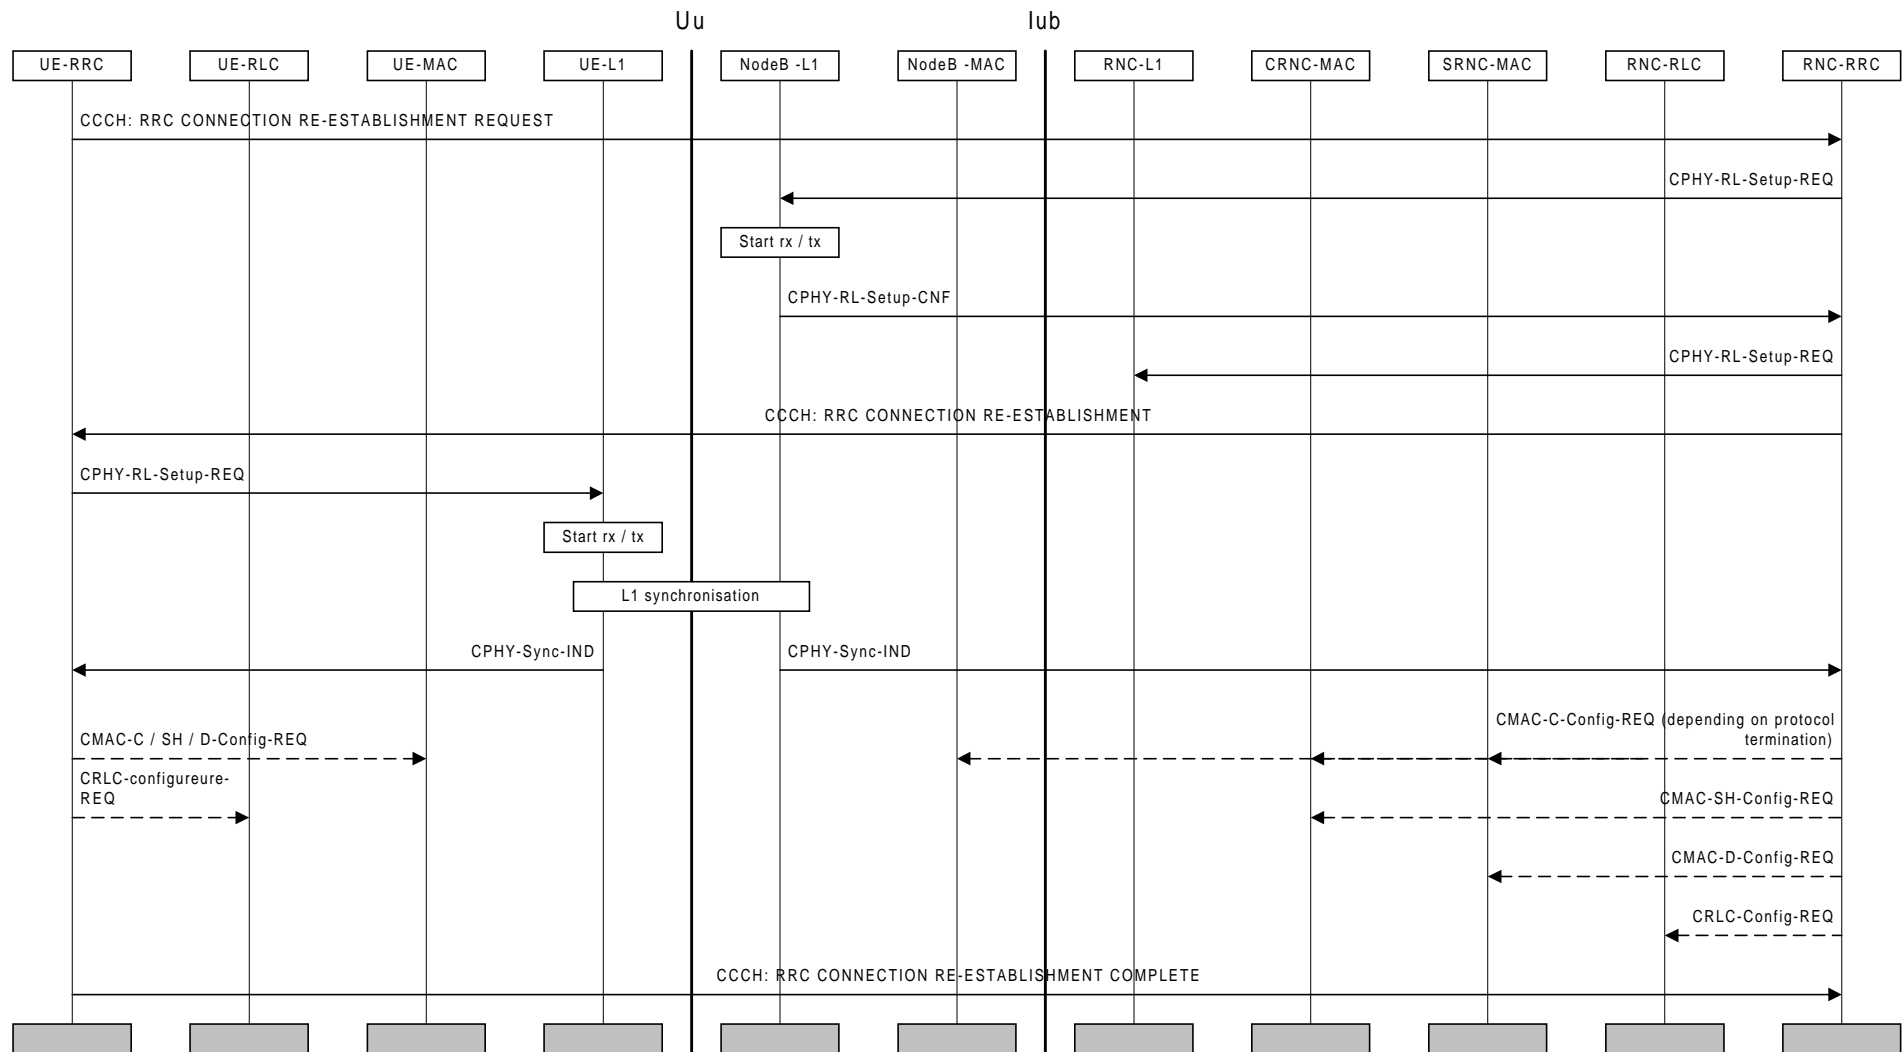 Uu
Iub
UE-RRC
UE-RLC
UE-MAC
UE-L1
NodeB -L1
NodeB -MAC
RNC-L1
CRNC-MAC
SRNC-MAC
RNC-RLC
RNC-RRC
CCCH: RRC CONNECTION RE-ESTABLISHMENT REQUEST
CPHY-RL-Setup-REQ
Start rx / tx
CPHY-RL-Setup-CNF
CPHY-RL-Setup-REQ
CCCH: RRC CONNECTION RE-ESTABLISHMENT
CPHY-RL-Setup-REQ
Start rx / tx
L1 synchronisation
CPHY-Sync-IND
CPHY-Sync-IND
CMAC-C-Config-REQ (depending on protocol
termination)
CMAC-C / SH / D-Config-REQ
CRLC-configureure-
REQ
CMAC-SH-Config-REQ
CMAC-D-Config-REQ
CRLC-Config-REQ
CCCH: RRC CONNECTION RE-ESTABLISHMENT COMPLETE